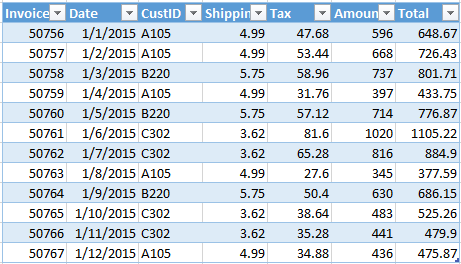 Invoice Date CustID Shippin Tax Amoun Total
50756 1/1/2015 A105 4.99 47.68 596 648.67
50757 1/2/2015 A105 4.99 53.44 668 726.43
50758 1/3/2015 B220 5.75 58.96 737 801.71
50759 1/4/2015 A105 4.99 31.76 397 433.75
50760 1/5/2015 B220 5.75 57.12 714 776.87
50761 1/6/2015 C302 3.62 81.6 1020 1105.22
50762 1/7/2015 C302 3.62 65.28 816 884.9
50763 1/8/2015 A105 4.99 27.6 345 377.59
50764 1/9/2015 B220 5.75 50.4 630 686.15
50765 1/10/2015 C302 3.62 38.64 483 525.26
50766 1/11/2015 C302 3.62 35.28 441 479.9
50767 1/12/2015 A105 4.99 34.88 436 475.87